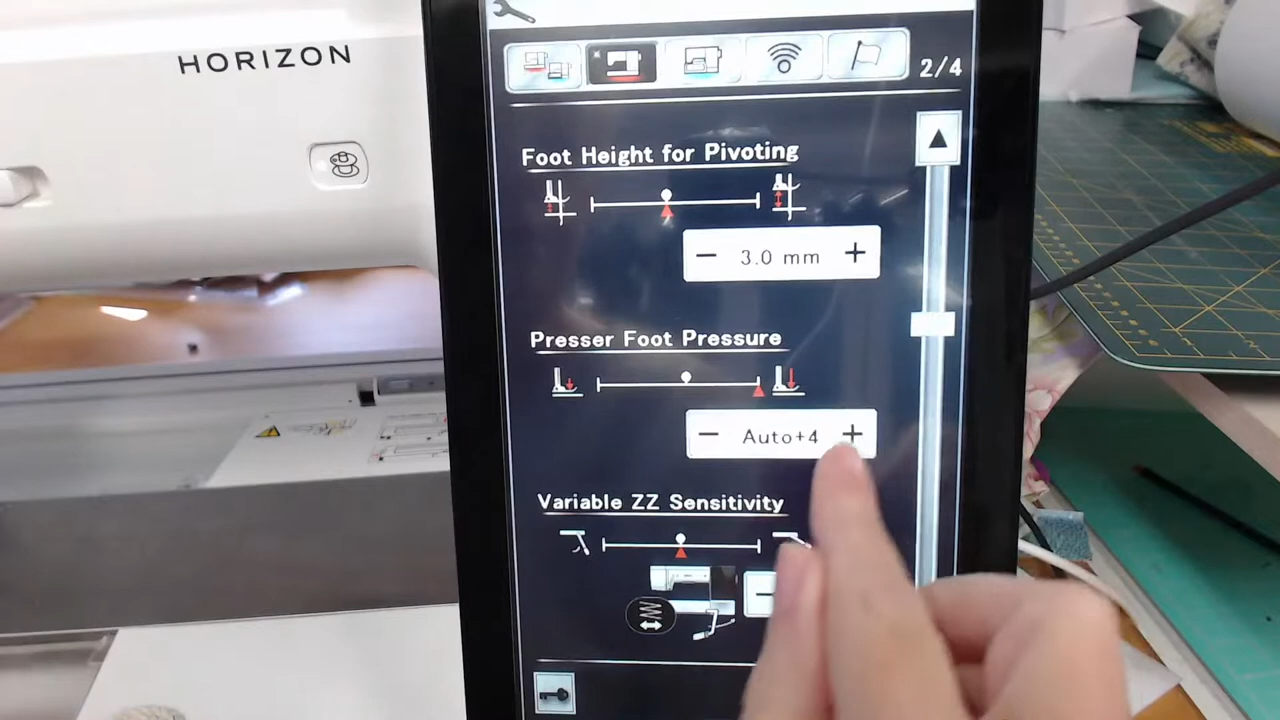 HORIZON
2/4
Foot Height for Pivoting
− 3.0 mm +
Presser Foot Pressure
− Auto+4 +
Variable ZZ Sensitivity
−